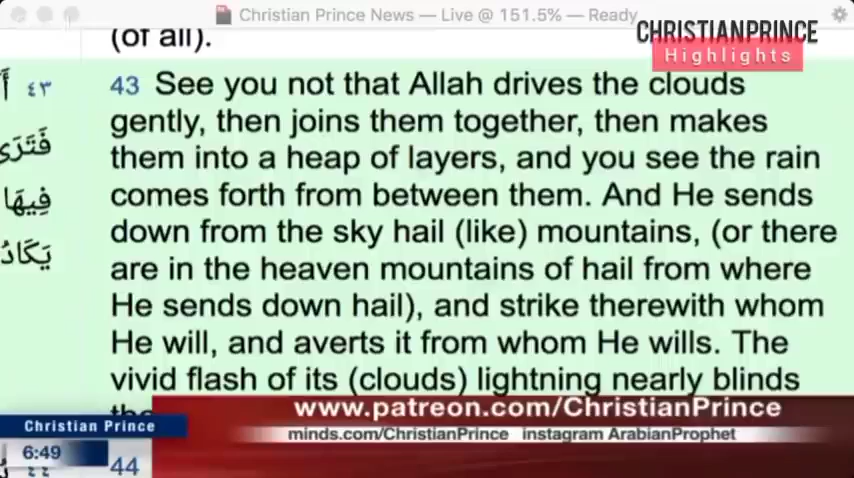 Christian Prince News — Live @ 151.5% — Ready
CHRISTIANPRINCE
Highlights
(of all).
43 See you not that Allah drives the clouds
gently, then joins them together, then makes
them into a heap of layers, and you see the rain
comes forth from between them. And He sends
down from the sky hail (like) mountains, (or there
are in the heaven mountains of hail from where
He sends down hail), and strike therewith whom
He will, and averts it from whom He wills. The
vivid flash of its (clouds) lightning nearly blinds
44
٤٣
فَتَرَى
فِيهَا
www.patreon.com/ChristianPrince
minds.com/ChristianPrince instagram ArabianProphet
Christian Prince
6:49